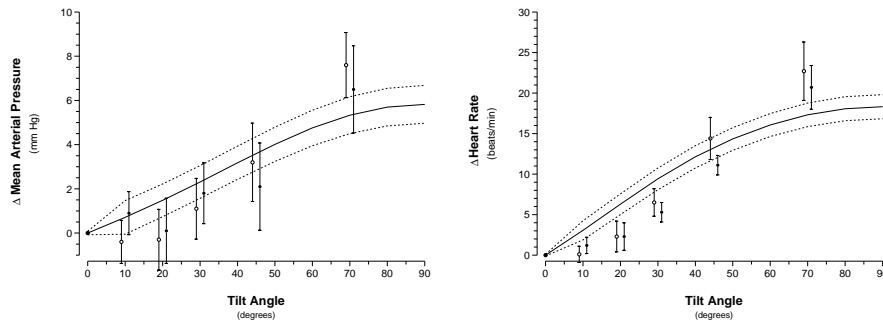 10
8
6
4
2
0
0 10 20 30 40 50 60 70 80 90
Δ Mean Arterial Pressure
(mm Hg)
Tilt Angle
(degrees)
30
25
20
15
10
5
0
0 10 20 30 40 50 60 70 80 90
Δ Heart Rate
(beats/min)
Tilt Angle
(degrees)